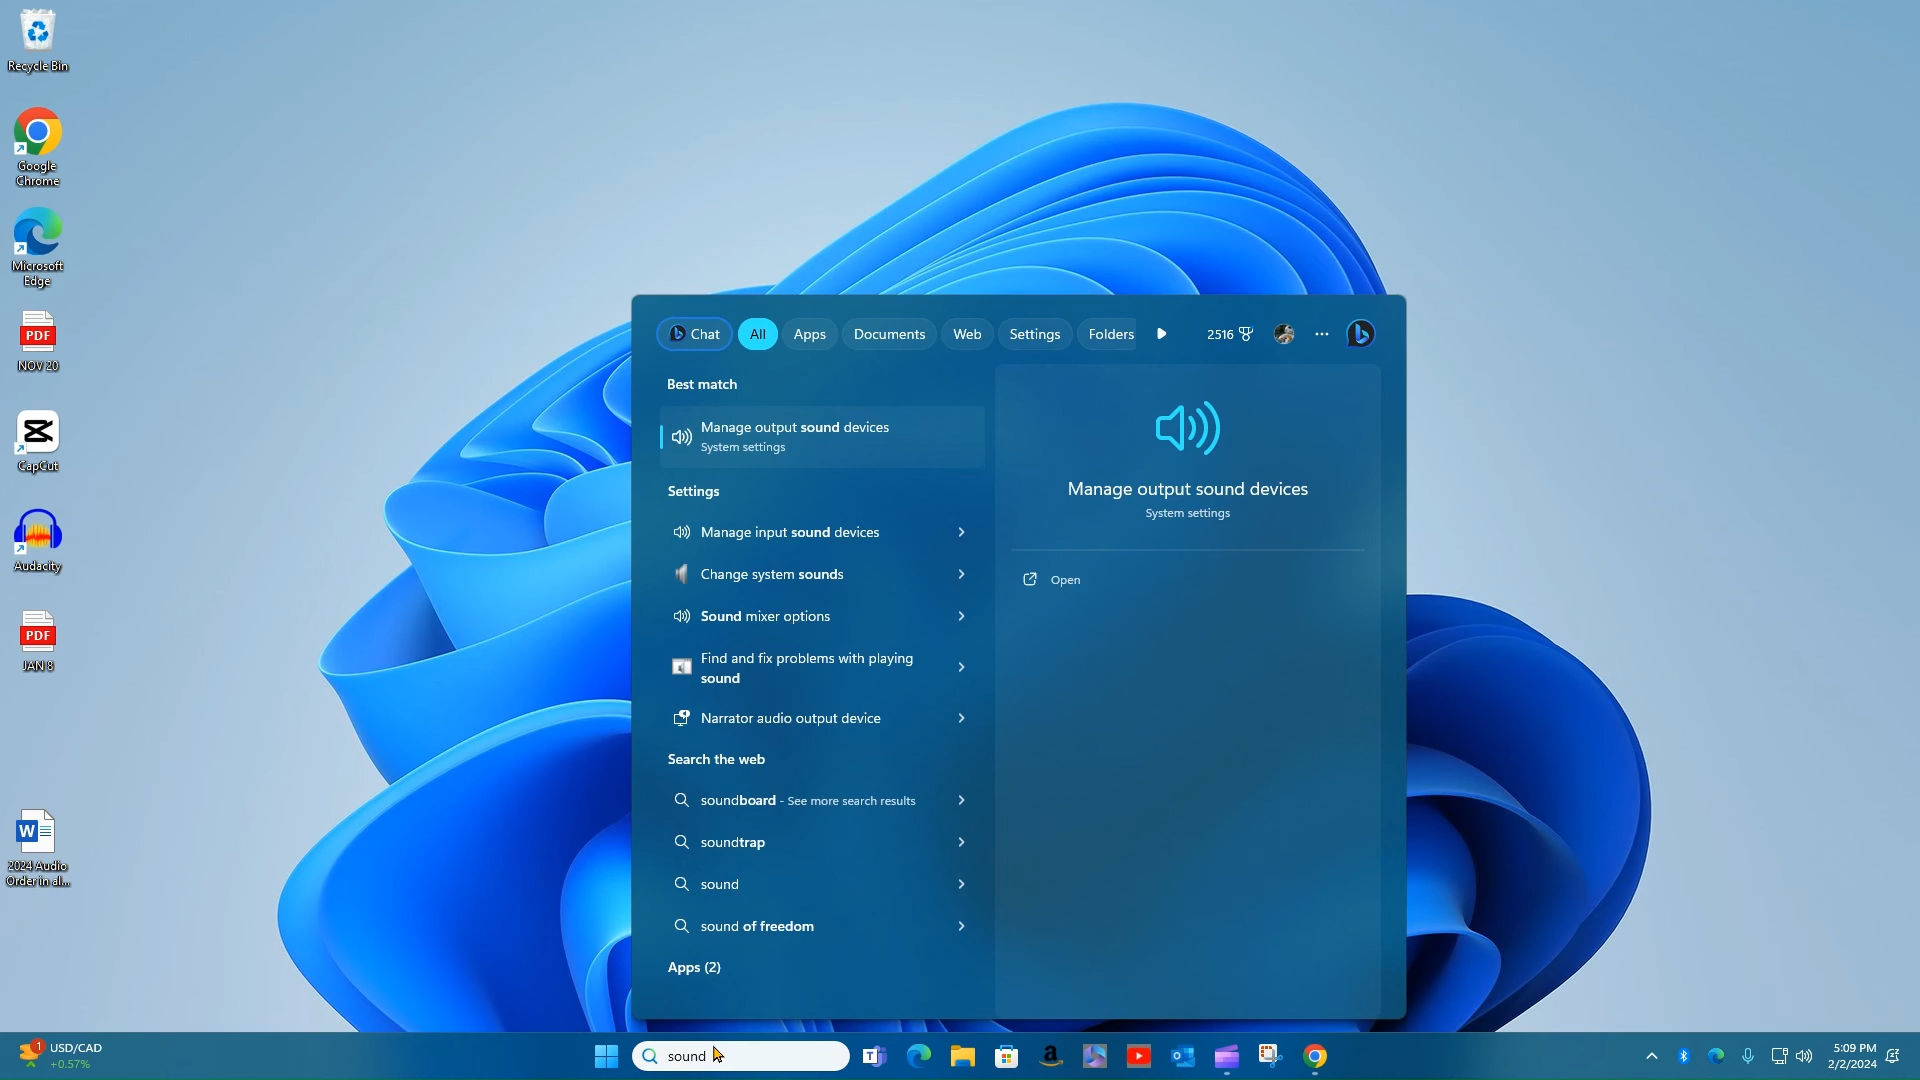 Recycle Bin
Google
Chrome
Microsoft
Edge
PDF
NOV 20
CapCut
Audacity
PDF
JAN 8
W
2024 Audio
Order in al...
Chat
All
Apps
Documents
Web
Settings
Folders
2516
Best match
Manage output sound devices
System settings
Settings
Manage input sound devices
Change system sounds
Sound mixer options
Find and fix problems with playing
sound
Narrator audio output device
Search the web
soundboard - See more search results
soundtrap
sound
sound of freedom
Apps (2)
Manage output sound devices
System settings
Open
1
USD/CAD
+0.57%
sound
5:09 PM
2/2/2024